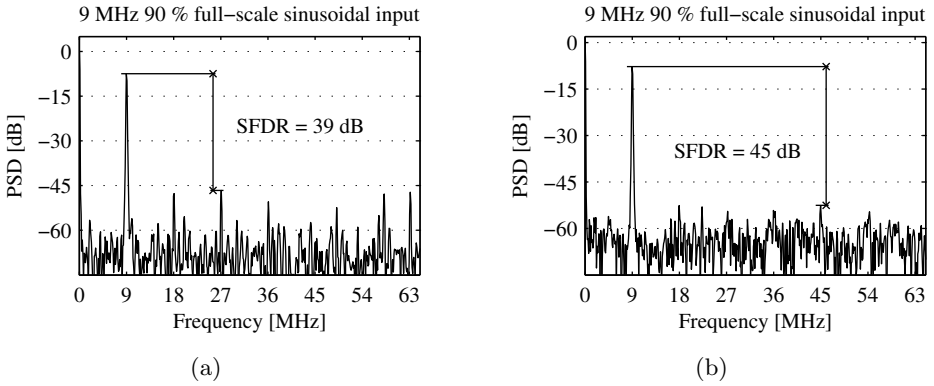 9 MHz 90 % full−scale sinusoidal input
0
−15
−30
−45
−60
PSD [dB]
SFDR = 39 dB
0 9 18 27 36 45 54 63
Frequency [MHz]
(a)
9 MHz 90 % full−scale sinusoidal input
0
−15
−30
−45
−60
PSD [dB]
SFDR = 45 dB
0 9 18 27 36 45 54 63
Frequency [MHz]
(b)